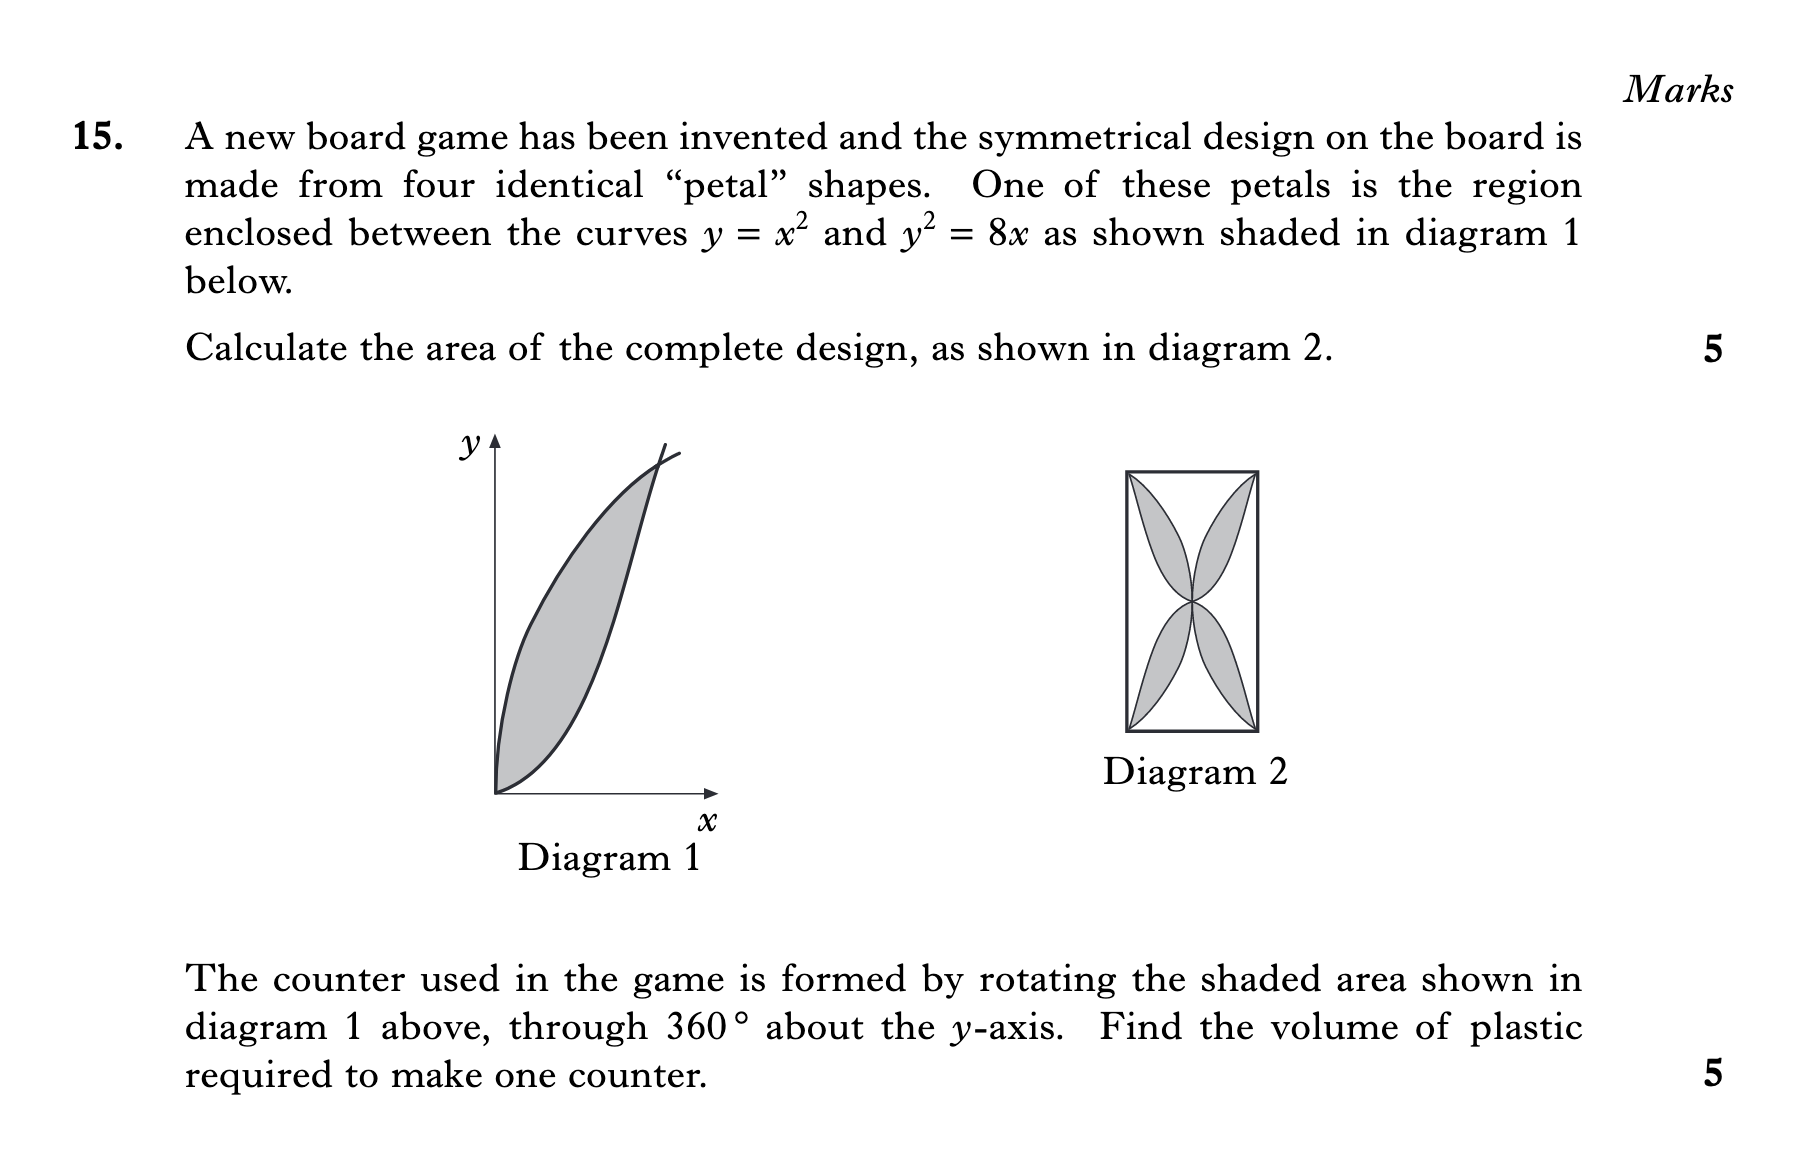 Marks
15. A new board game has been invented and the symmetrical design on the board is
made from four identical “petal” shapes. One of these petals is the region
enclosed between the curves y = x² and y² = 8x as shown shaded in diagram 1
below.
Calculate the area of the complete design, as shown in diagram 2. 5
y
x
Diagram 1
Diagram 2
The counter used in the game is formed by rotating the shaded area shown in
diagram 1 above, through 360° about the y-axis. Find the volume of plastic
required to make one counter. 5